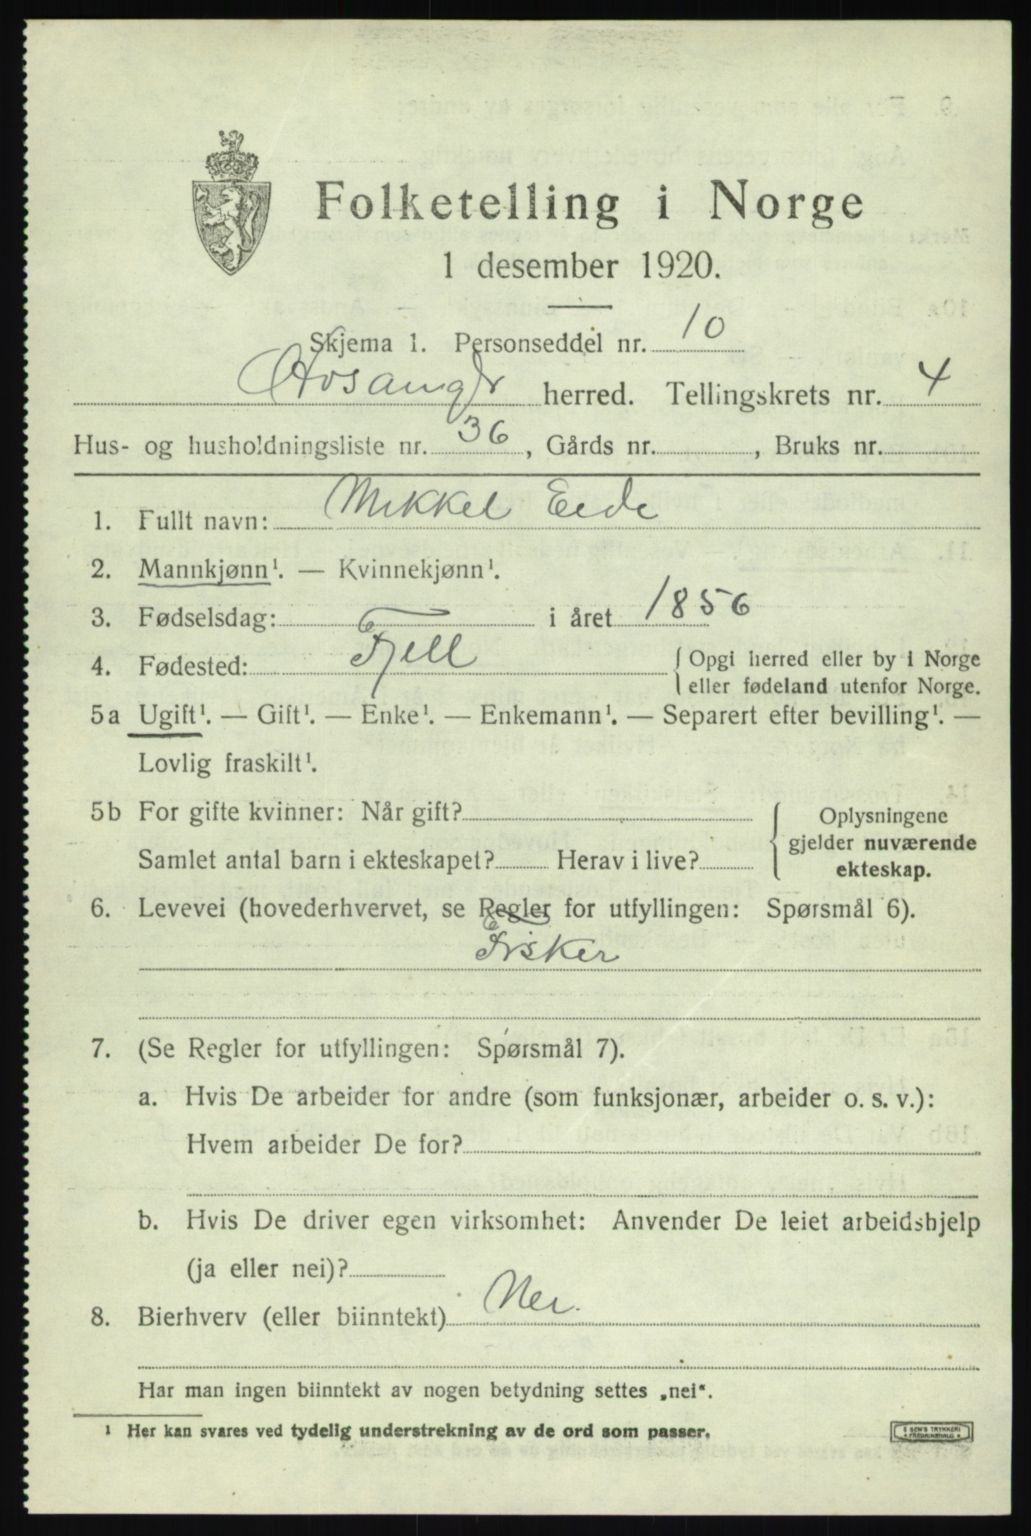 Folketelling i Norge
1 desember 1920.
Skjema 1. Personseddel nr. 10
Hosanger herred. Tellingskrets nr. 4
Hus- og husholdningsliste nr. 36, Gårds nr. , Bruks nr.
1. Fullt navn: Mikkel Eide
2. Mannkjønn¹. — Kvinnekjønn¹.
3. Fødselsdag: i året 1856
4. Fødested: Fjell { Opgi herred eller by i Norge
eller fødeland utenfor Norge.
5a Ugift¹. — Gift¹. — Enke¹. — Enkemann¹. — Separert efter bevilling¹. —
Lovlig fraskilt¹.
5b For gifte kvinner: Når gift?
Samlet antal barn i ekteskapet? Herav i live?
Oplysningene
gjelder nuværende
ekteskap.
6. Levevei (hovederhvervet, se Regler for utfyllingen: Spørsmål 6).
Fisker
7. (Se Regler for utfyllingen: Spørsmål 7).
a. Hvis De arbeider for andre (som funksjonær, arbeider o. s. v.):
Hvem arbeider De for?
b. Hvis De driver egen virksomhet: Anvender De leiet arbeidshjelp
(ja eller nei)?
8. Bierhverv (eller biinntekt) Nei.
Har man ingen biinntekt av nogen betydning settes „nei“.
¹ Her kan svares ved tydelig understrekning av de ord som passer.